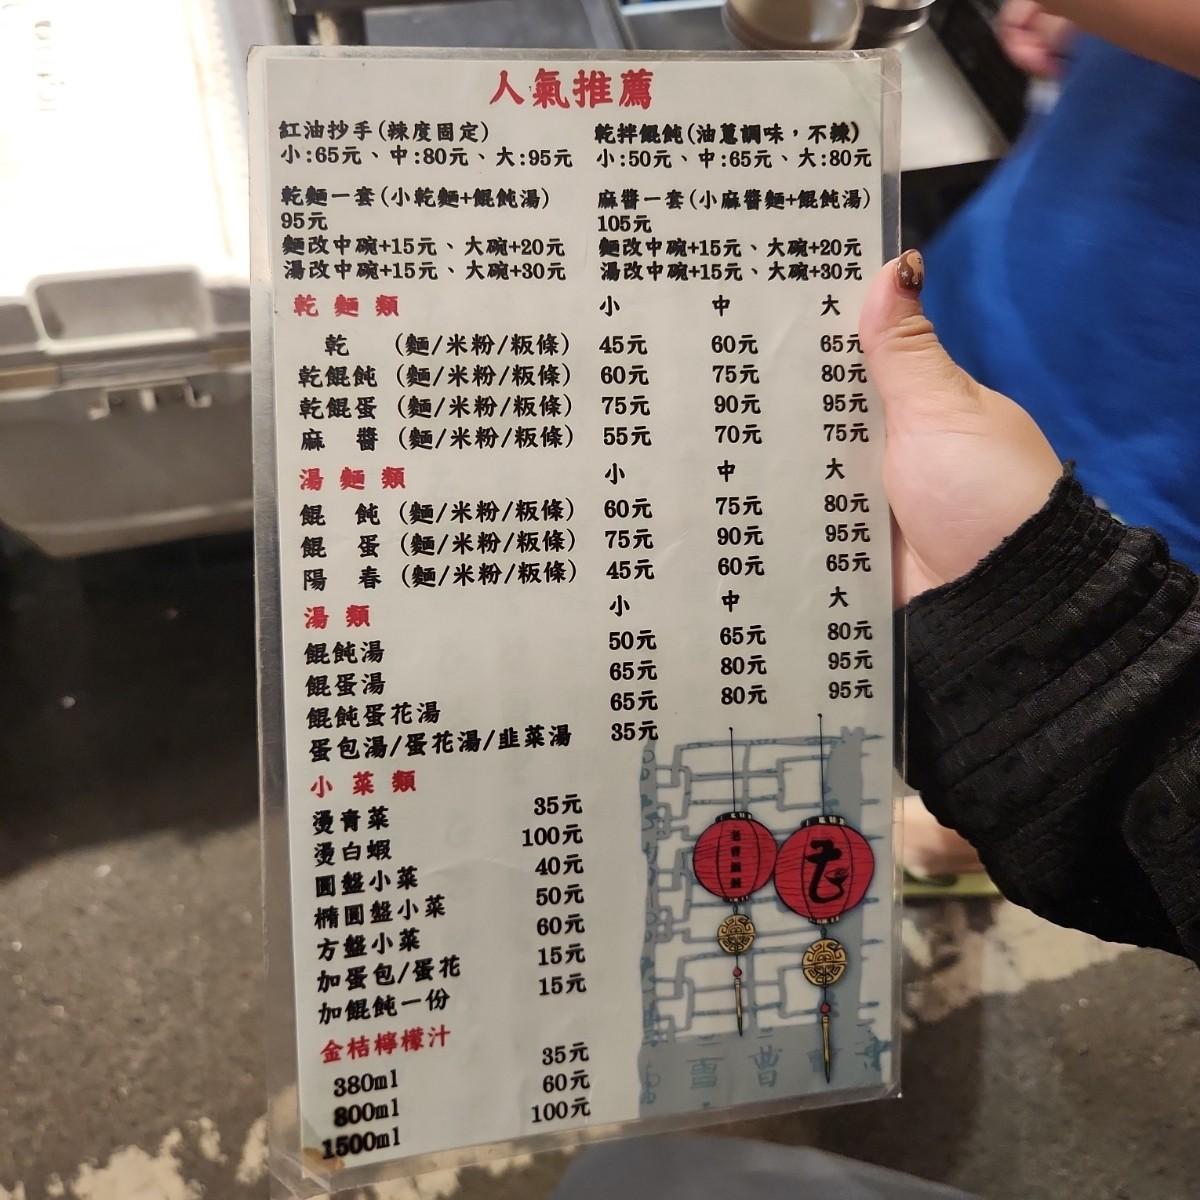 人氣推薦
紅油抄手(辣度固定)
小:65元、中:80元、大:95元
乾拌餛飩(油蔥調味，不辣)
小:50元、中:65元、大:80元
乾麵一套(小乾麵+餛飩湯)
95元
麵改中碗+15元、大碗+20元
湯改中碗+15元、大碗+30元
麻醬一套(小麻醬麵+餛飩湯)
105元
麵改中碗+15元、大碗+20元
湯改中碗+15元、大碗+30元
乾麵類 小 中 大
乾 (麵/米粉/粄條) 45元 60元 65元
乾餛飩 (麵/米粉/粄條) 60元 75元 80元
乾餛蛋 (麵/米粉/粄條) 75元 90元 95元
麻 醬 (麵/米粉/粄條) 55元 70元 75元
湯麵類 小 中 大
餛 飩 (麵/米粉/粄條) 60元 75元 80元
餛 蛋 (麵/米粉/粄條) 75元 90元 95元
陽 春 (麵/米粉/粄條) 45元 60元 65元
湯類 小 中 大
餛飩湯 50元 65元 80元
餛蛋湯 65元 80元 95元
餛飩蛋花湯 65元 80元 95元
蛋包湯/蛋花湯/韭菜湯 35元
小菜類
燙青菜 35元
燙白蝦 100元
圓盤小菜 40元
橢圓盤小菜 50元
方盤小菜 60元
加蛋包/蛋花 15元
加餛飩一份 15元
金桔檸檬汁
380ml 35元
800ml 60元
1500ml 100元